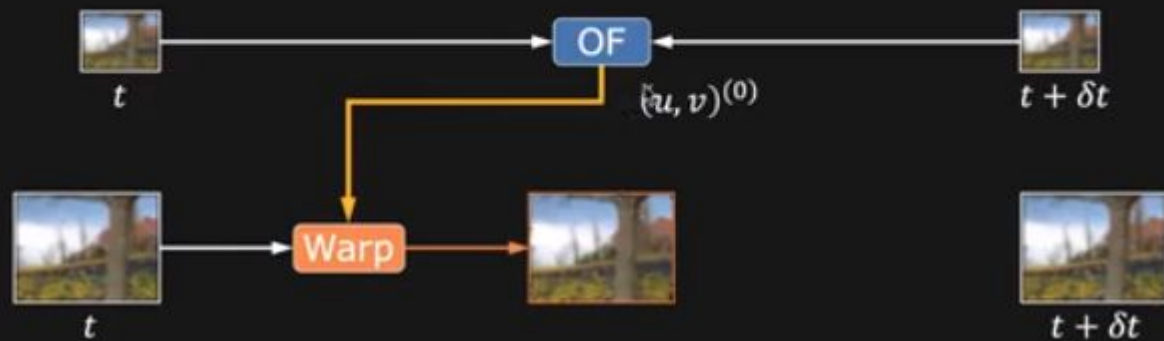 OF
t
(u, v)^(0)
t + δt
Warp
t
t + δt